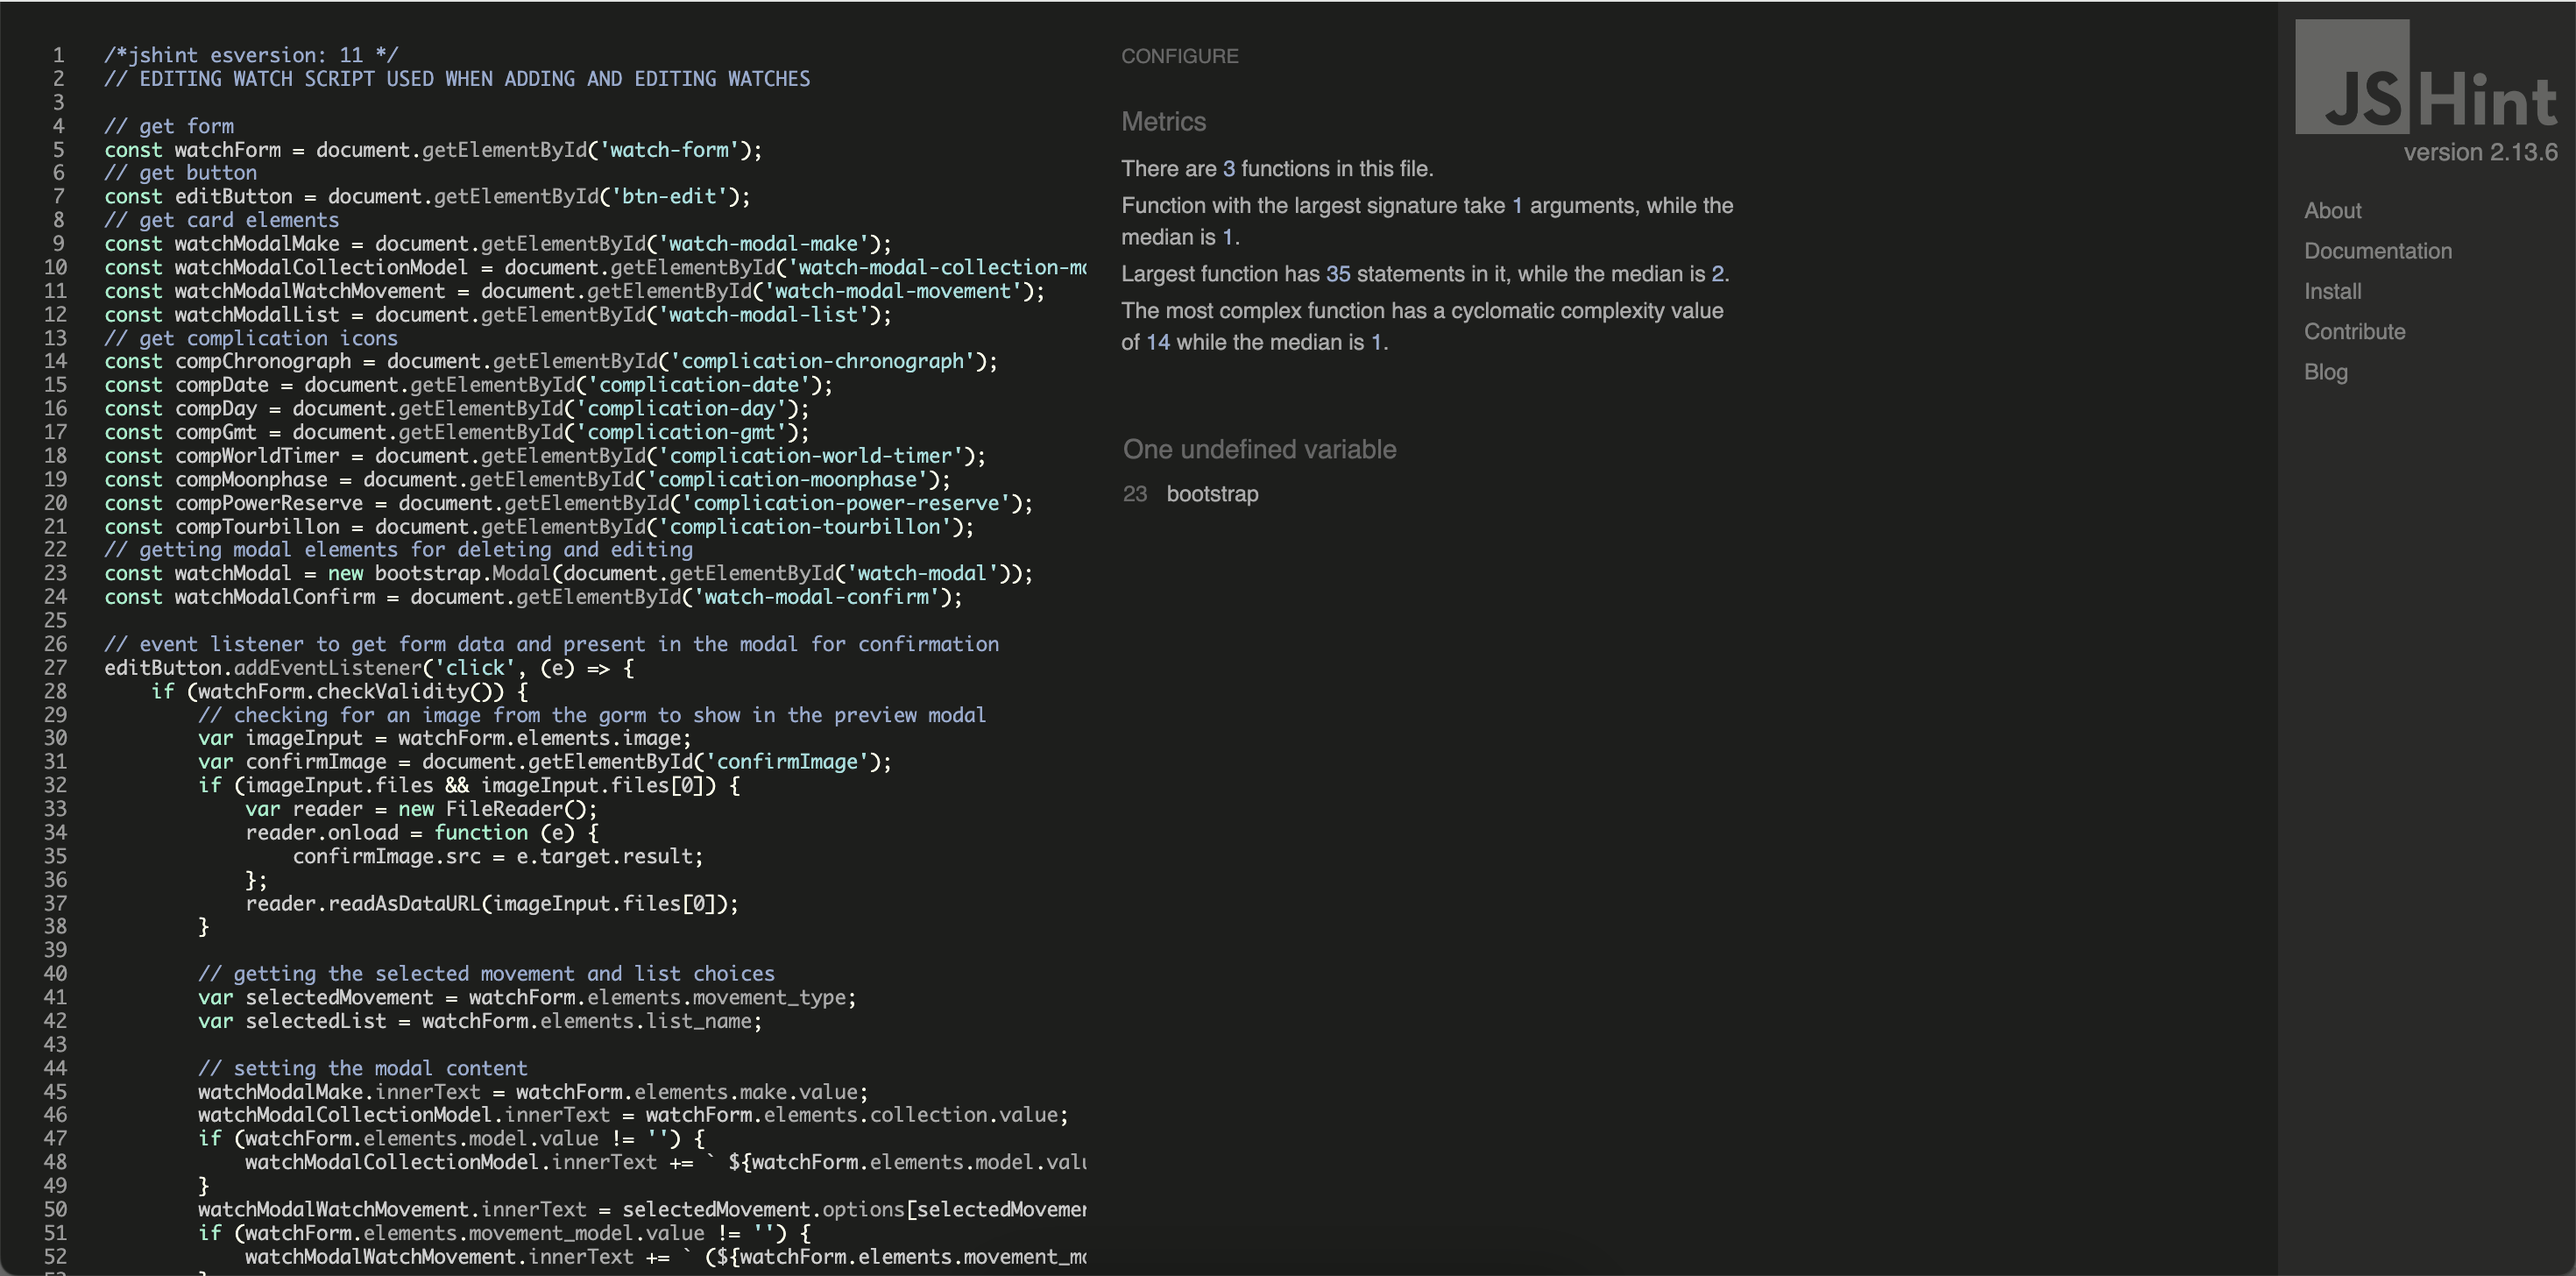 1 /*jshint esversion: 11 */
2 // EDITING WATCH SCRIPT USED WHEN ADDING AND EDITING WATCHES
3
4 // get form
5 const watchForm = document.getElementById('watch-form');
6 // get button
7 const editButton = document.getElementById('btn-edit');
8 // get card elements
9 const watchModalMake = document.getElementById('watch-modal-make');
10 const watchModalCollectionModel = document.getElementById('watch-modal-collection-mo
11 const watchModalWatchMovement = document.getElementById('watch-modal-movement');
12 const watchModalList = document.getElementById('watch-modal-list');
13 // get complication icons
14 const compChronograph = document.getElementById('complication-chronograph');
15 const compDate = document.getElementById('complication-date');
16 const compDay = document.getElementById('complication-day');
17 const compGmt = document.getElementById('complication-gmt');
18 const compWorldTimer = document.getElementById('complication-world-timer');
19 const compMoonphase = document.getElementById('complication-moonphase');
20 const compPowerReserve = document.getElementById('complication-power-reserve');
21 const compTourbillon = document.getElementById('complication-tourbillon');
22 // getting modal elements for deleting and editing
23 const watchModal = new bootstrap.Modal(document.getElementById('watch-modal'));
24 const watchModalConfirm = document.getElementById('watch-modal-confirm');
25
26 // event listener to get form data and present in the modal for confirmation
27 editButton.addEventListener('click', (e) => {
28 if (watchForm.checkValidity()) {
29 // checking for an image from the gorm to show in the preview modal
30 var imageInput = watchForm.elements.image;
31 var confirmImage = document.getElementById('confirmImage');
32 if (imageInput.files && imageInput.files[0]) {
33 var reader = new FileReader();
34 reader.onload = function (e) {
35 confirmImage.src = e.target.result;
36 };
37 reader.readAsDataURL(imageInput.files[0]);
38 }
39
40 // getting the selected movement and list choices
41 var selectedMovement = watchForm.elements.movement_type;
42 var selectedList = watchForm.elements.list_name;
43
44 // setting the modal content
45 watchModalMake.innerText = watchForm.elements.make.value;
46 watchModalCollectionModel.innerText = watchForm.elements.collection.value;
47 if (watchForm.elements.model.value != '') {
48 watchModalCollectionModel.innerText += ` ${watchForm.elements.model.valu
49 }
50 watchModalWatchMovement.innerText = selectedMovement.options[selectedMovemen
51 if (watchForm.elements.movement_model.value != '') {
52 watchModalWatchMovement.innerText += ` (${watchForm.elements.movement_mo
CONFIGURE
Metrics
There are 3 functions in this file.
Function with the largest signature take 1 arguments, while the
median is 1.
Largest function has 35 statements in it, while the median is 2.
The most complex function has a cyclomatic complexity value
of 14 while the median is 1.
One undefined variable
23 bootstrap
JSHint
version 2.13.6
About
Documentation
Install
Contribute
Blog